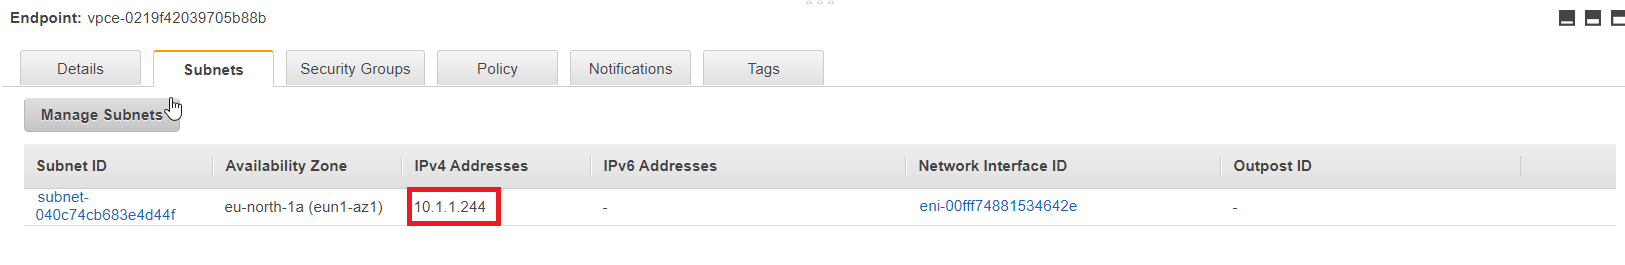 Endpoint: vpce-0219f42039705b88b
Details Subnets Security Groups Policy Notifications Tags
Manage Subnets
Subnet ID Availability Zone IPv4 Addresses IPv6 Addresses Network Interface ID Outpost ID
subnet-
040c74cb683e4d44f eu-north-1a (eun1-az1) 10.1.1.244 - eni-00fff74881534642e -